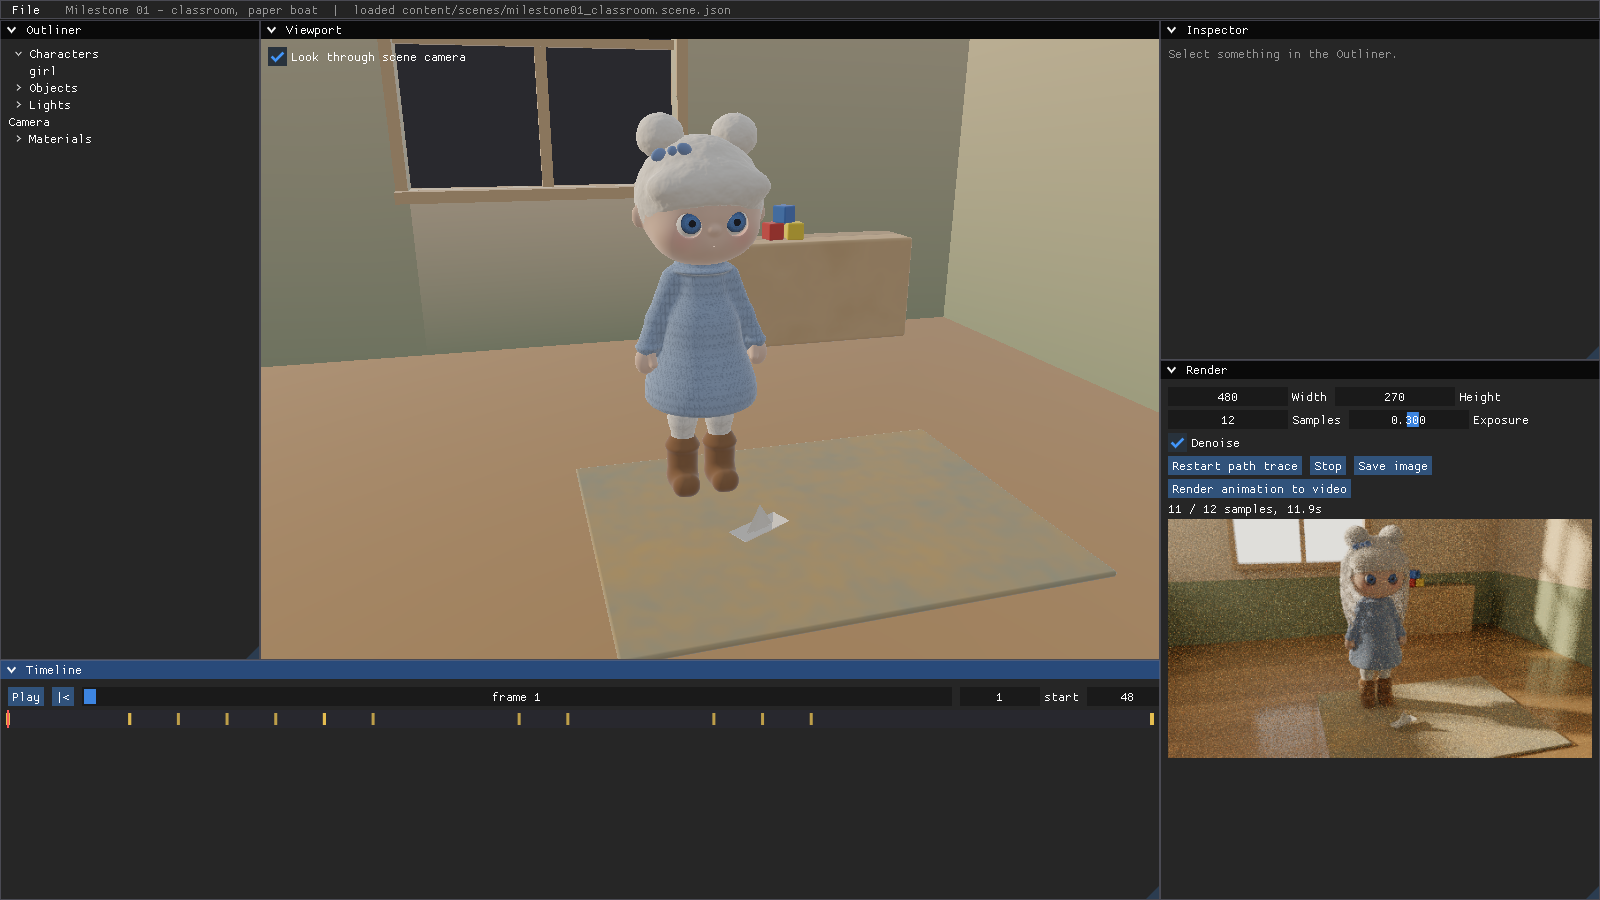 File Milestone 01 - classroom, paper boat | loaded content/scenes/milestone01_classroom.scene.json
Outliner
Characters
girl
Objects
Lights
Camera
Materials
Viewport
Look through scene camera
Inspector
Select something in the Outliner.
Render
480 Width 270 Height
12 Samples 0.300 Exposure
Denoise
Restart path trace Stop Save image
Render animation to video
11 / 12 samples, 11.9s
Timeline
Play |< frame 1 1 start 48